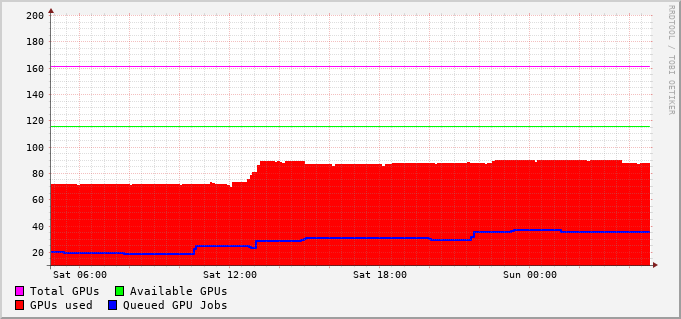 RRDTOOL / TOBI OETIKER
200
180
160
140
120
100
80
60
40
20
Sat 06:00 Sat 12:00 Sat 18:00 Sun 00:00
Total GPUs Available GPUs
GPUs used Queued GPU Jobs